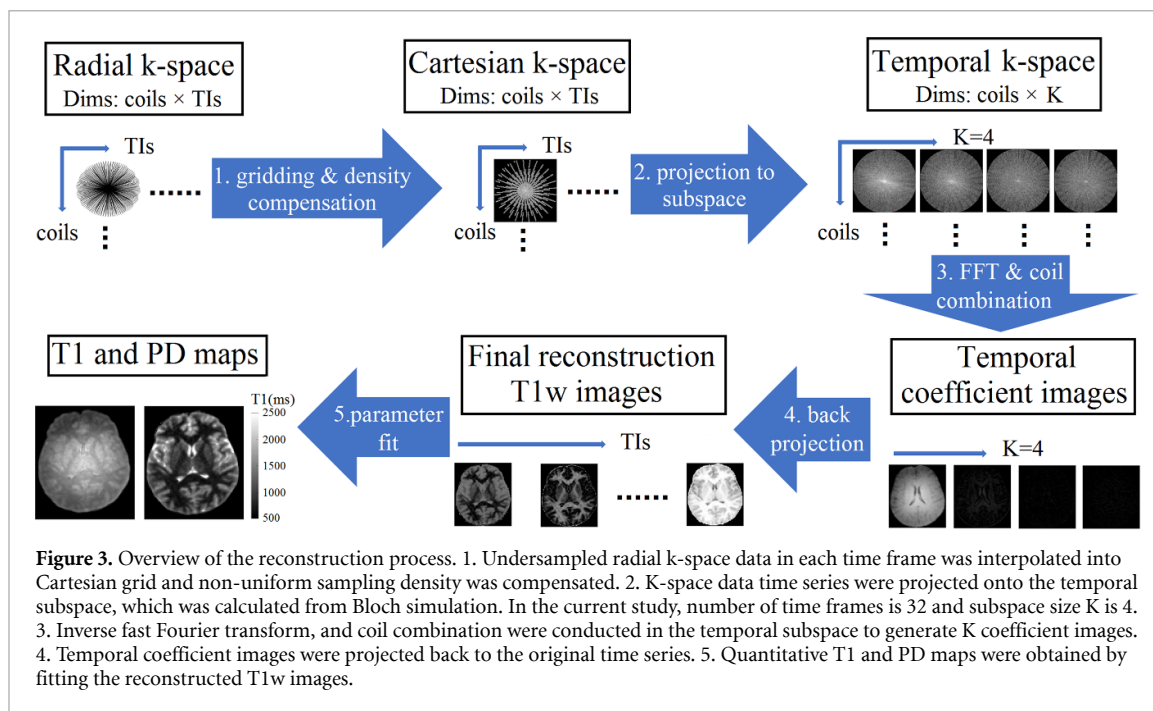 Radial k-space
Dims: coils × TIs
Cartesian k-space
Dims: coils × TIs
Temporal k-space
Dims: coils × K
TIs
coils
1. gridding & density
compensation
TIs
coils
2. projection to
subspace
K=4
coils
3. FFT & coil
combination
T1 and PD maps
T1(ms)
2500
2000
1500
1000
500
5.parameter
fit
Final reconstruction
T1w images
TIs
4. back
projection
Temporal
coefficient images
K=4
Figure 3. Overview of the reconstruction process. 1. Undersampled radial k-space data in each time frame was interpolated into
Cartesian grid and non-uniform sampling density was compensated. 2. K-space data time series were projected onto the temporal
subspace, which was calculated from Bloch simulation. In the current study, number of time frames is 32 and subspace size K is 4.
3. Inverse fast Fourier transform, and coil combination were conducted in the temporal subspace to generate K coefficient images.
4. Temporal coefficient images were projected back to the original time series. 5. Quantitative T1 and PD maps were obtained by
fitting the reconstructed T1w images.